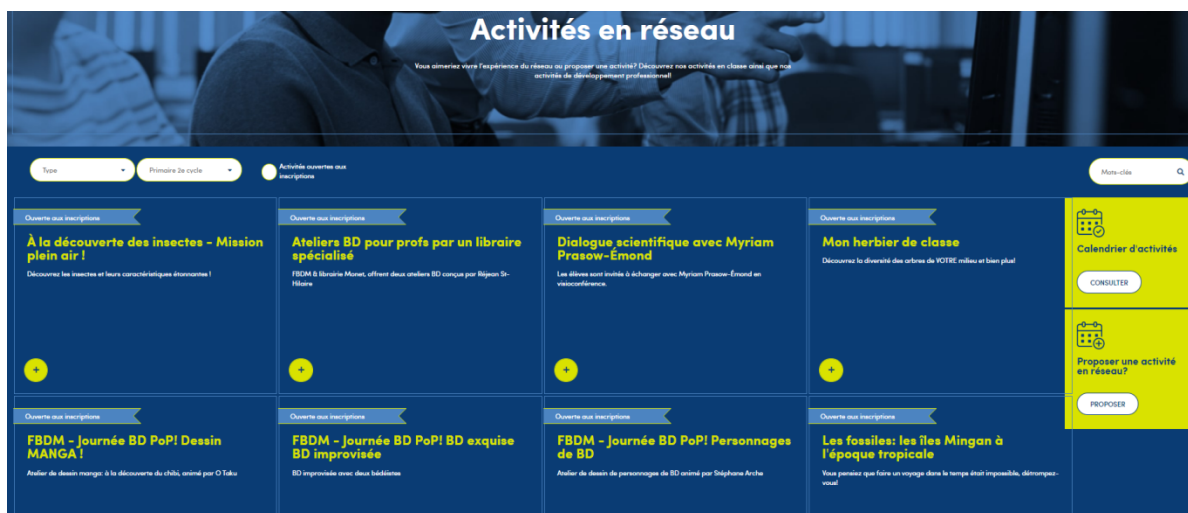 Activités en réseau
Vous aimeriez vivre l'expérience du réseau ou proposer une activité? Découvrez nos activités en classe ainsi que nos
activités de développement professionnel!
Type
Primaire 2e cycle
Activités ouvertes aux
inscriptions
Mots-clés
Ouverte aux inscriptions
À la découverte des insectes - Mission
plein air !
Découvrez les insectes et leurs caractéristiques étonnantes !
Ouverte aux inscriptions
Ateliers BD pour profs par un libraire
spécialisé
FBDM & librairie Monet, offrent deux ateliers BD conçus par Réjean St-
Hilaire
Ouverte aux inscriptions
Dialogue scientifique avec Myriam
Prasow-Émond
Les élèves sont invités à échanger avec Myriam Prasow-Émond en
visioconférence.
Ouverte aux inscriptions
Mon herbier de classe
Découvrez la diversité des arbres de VOTRE milieu et bien plus!
Calendrier d'activités
CONSULTER
Proposer une activité
en réseau?
PROPOSER
Ouverte aux inscriptions
FBDM - Journée BD PoP! Dessin
MANGA !
Atelier de dessin manga: à la découverte du chibi, animé par O Taku
Ouverte aux inscriptions
FBDM - Journée BD PoP! BD exquise
BD improvisée
BD improvisée avec deux bédéistes
Ouverte aux inscriptions
FBDM - Journée BD PoP! Personnages
de BD
Atelier de dessin de personnages de BD animé par Stéphane Arche
Ouverte aux inscriptions
Les fossiles: les îles Mingan à
l'époque tropicale
Vous pensiez que faire un voyage dans le temps était impossible, détrompez-
vous!